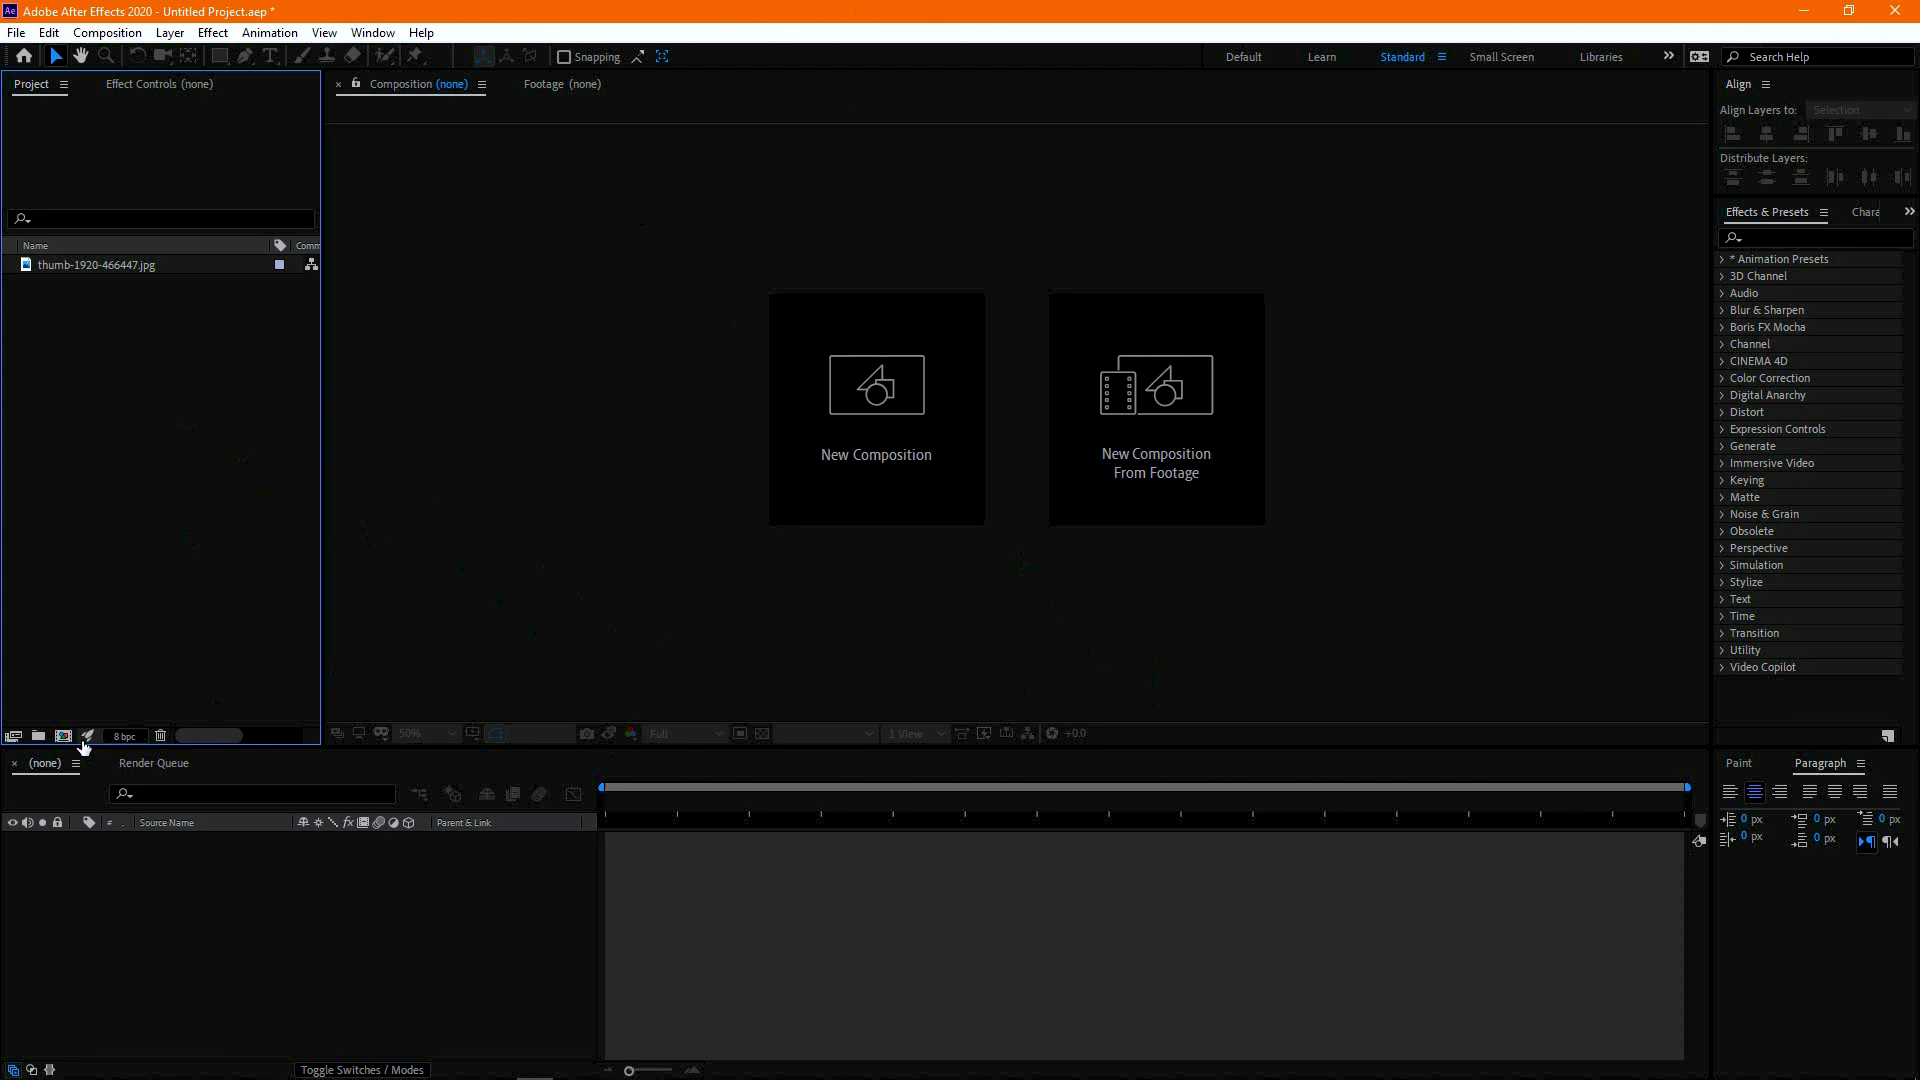 Ae Adobe After Effects 2020 - Untitled Project.aep *
File Edit Composition Layer Effect Animation View Window Help
Snapping Default Learn Standard Small Screen Libraries Search Help
Project Effect Controls (none)
Composition (none) Footage (none)
Name Comm
thumb-1920-466447.jpg
New Composition
New Composition
From Footage
8 bpc
50% Full 1 View +0.0
Align
Align Layers to: Selection
Distribute Layers:
Effects & Presets Chara
* Animation Presets
3D Channel
Audio
Blur & Sharpen
Boris FX Mocha
Channel
CINEMA 4D
Color Correction
Digital Anarchy
Distort
Expression Controls
Generate
Immersive Video
Keying
Matte
Noise & Grain
Obsolete
Perspective
Simulation
Stylize
Text
Time
Transition
Utility
Video Copilot
(none) Render Queue
# Source Name fx Parent & Link
Toggle Switches / Modes
Paint Paragraph
0 px 0 px 0 px
0 px 0 px